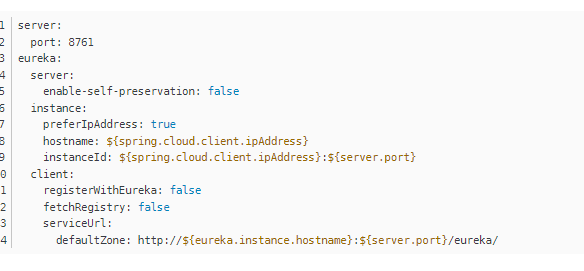 1 server:
2   port: 8761
3 eureka:
4   server:
5     enable-self-preservation: false
6   instance:
7     preferIpAddress: true
8     hostname: ${spring.cloud.client.ipAddress}
9     instanceId: ${spring.cloud.client.ipAddress}:${server.port}
0   client:
1     registerWithEureka: false
2     fetchRegistry: false
3     serviceUrl:
4       defaultZone: http://${eureka.instance.hostname}:${server.port}/eureka/